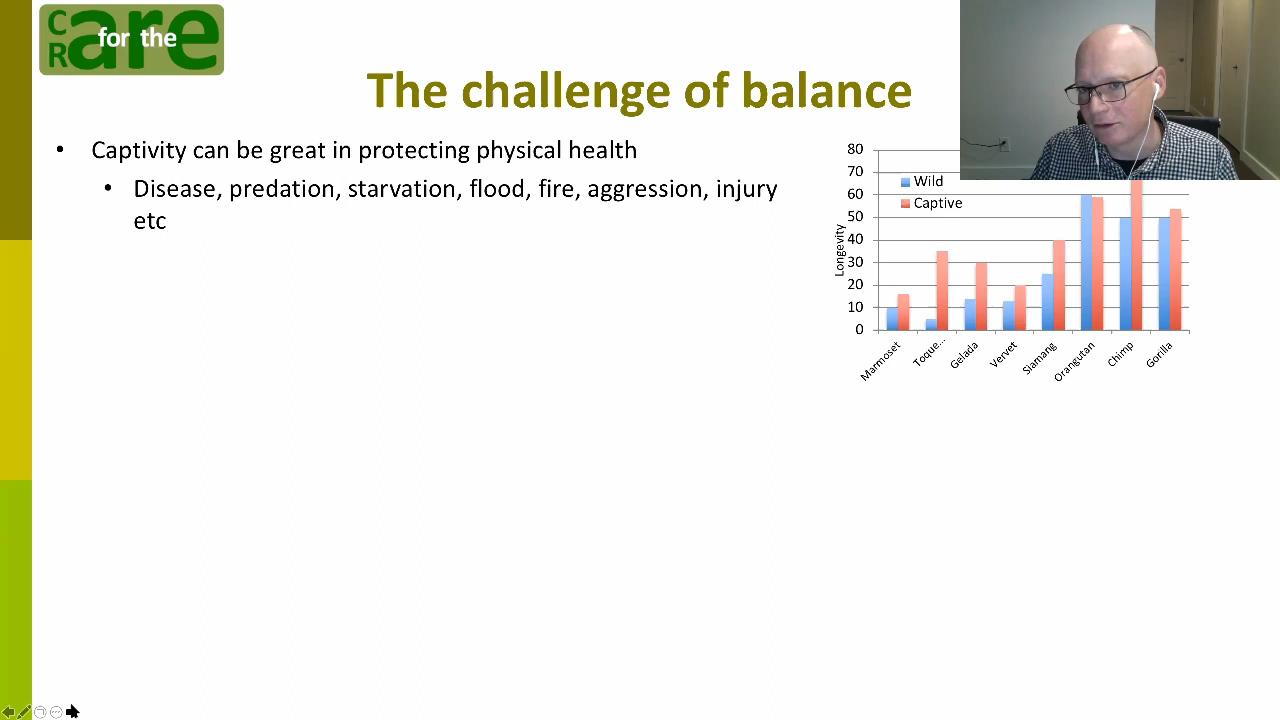 C
R
are
for the
The challenge of balance
• Captivity can be great in protecting physical health
• Disease, predation, starvation, flood, fire, aggression, injury
etc
80
70
60
50
40
30
20
10
0
Longevity
Wild
Captive
Marmoset
Toque...
Gelada
Vervet
Siamang
Orangutan
Chimp
Gorilla